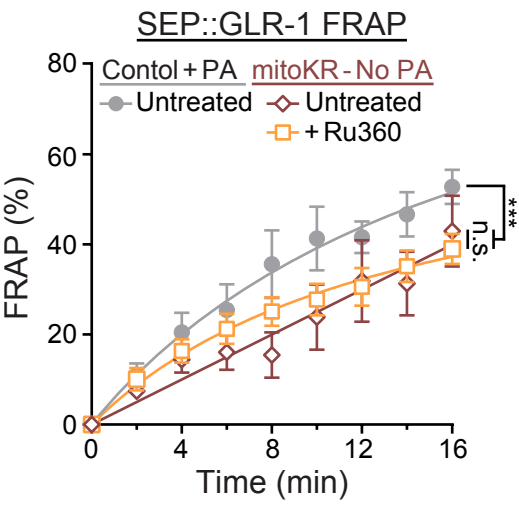 SEP::GLR-1 FRAP
Contol + PA mitoKR - No PA
Untreated Untreated
+ Ru360
FRAP (%)
80
60
40
20
0
0 4 8 12 16
Time (min)
***
n.s.